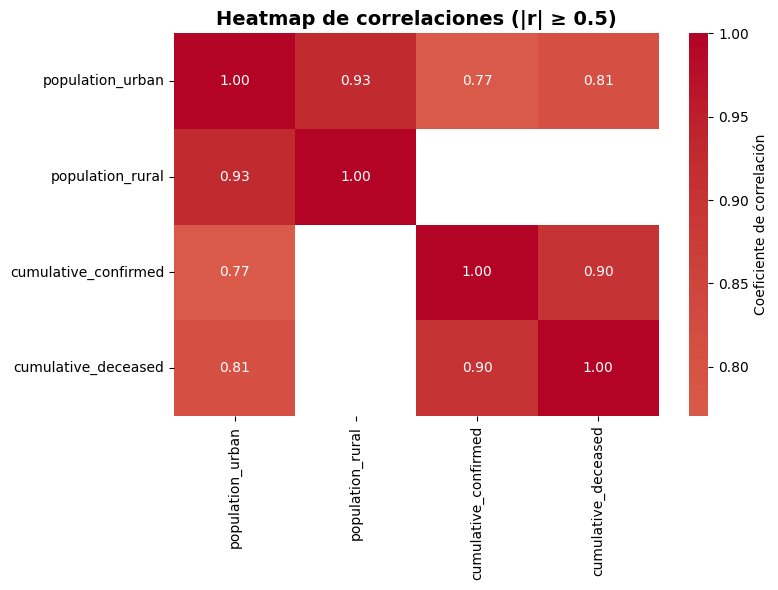 Heatmap de correlaciones (|r| ≥ 0.5)
population_urban
1.00
0.93
0.77
0.81
population_rural
0.93
1.00
cumulative_confirmed
0.77
1.00
0.90
cumulative_deceased
0.81
0.90
1.00
population_urban
population_rural
cumulative_confirmed
cumulative_deceased
1.00
0.95
0.90
0.85
0.80
Coeficiente de correlación